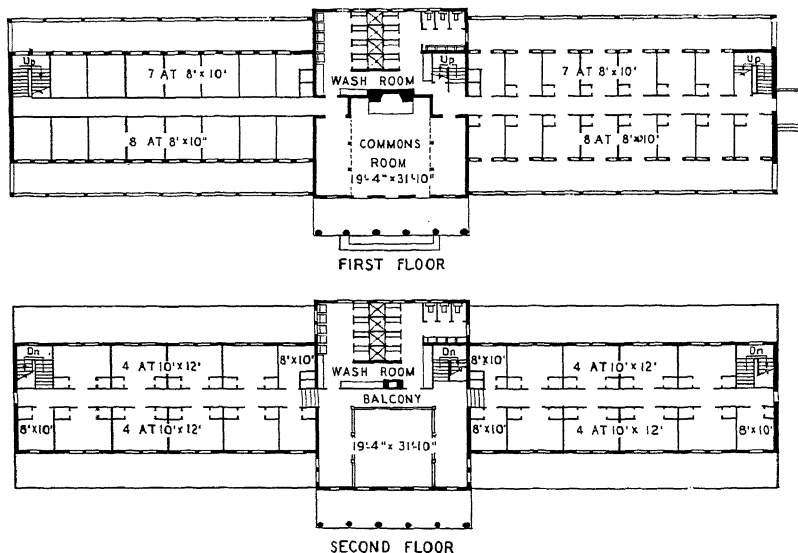 Up
WASH ROOM
Up
Up
7 AT 8'x10'
7 AT 8'x10'
8 AT 8'x10"
COMMONS
ROOM
19'-4"x31'-10"
8 AT 8'x10'
FIRST FLOOR
Dn
4 AT 10'x12'
8'x10'
WASH ROOM
Dn
8'x10'
4 AT 10'x12'
Dn
BALCONY
8'x10'
4 AT 10'x12'
19'-4"x31'-10"
8'x10'
4 AT 10'x12'
8'x10'
SECOND FLOOR